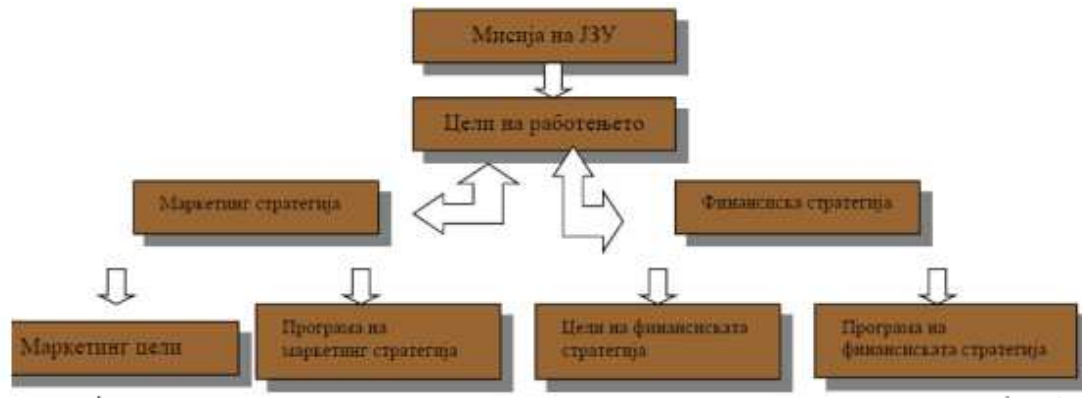 Мисија на ЈЗУ
Цели на работењето
Маркетинг стратегија
Финансиска стратегија
Маркетинг цели
Програма на
маркетинг стратегија
Цели на финансиската
стратегија
Програма на
финансиската стратегија